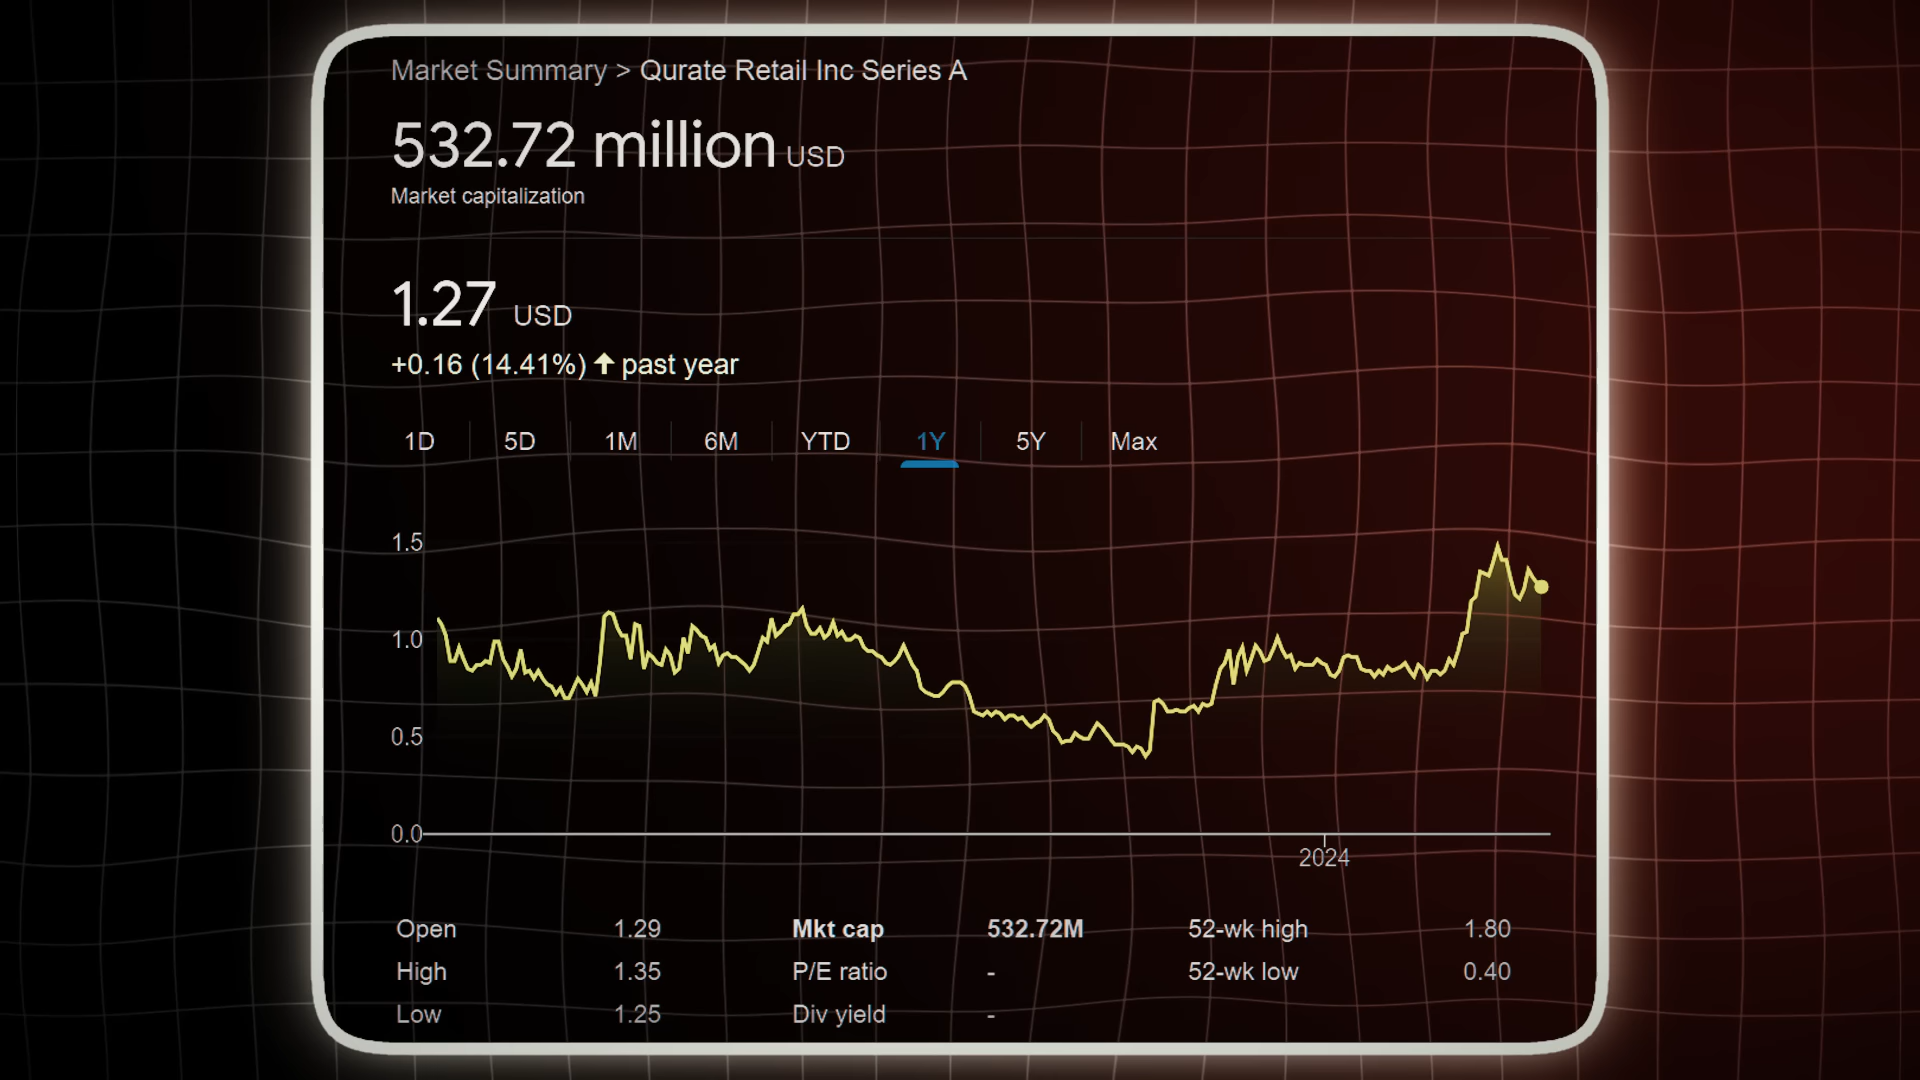 Market Summary > Qurate Retail Inc Series A
532.72 million USD
Market capitalization
1.27 USD
+0.16 (14.41%) ↑ past year
1D 5D 1M 6M YTD 1Y 5Y Max
1.5
1.0
0.5
0.0
2024
Open 1.29 Mkt cap 532.72M 52-wk high 1.80
High 1.35 P/E ratio - 52-wk low 0.40
Low 1.25 Div yield -